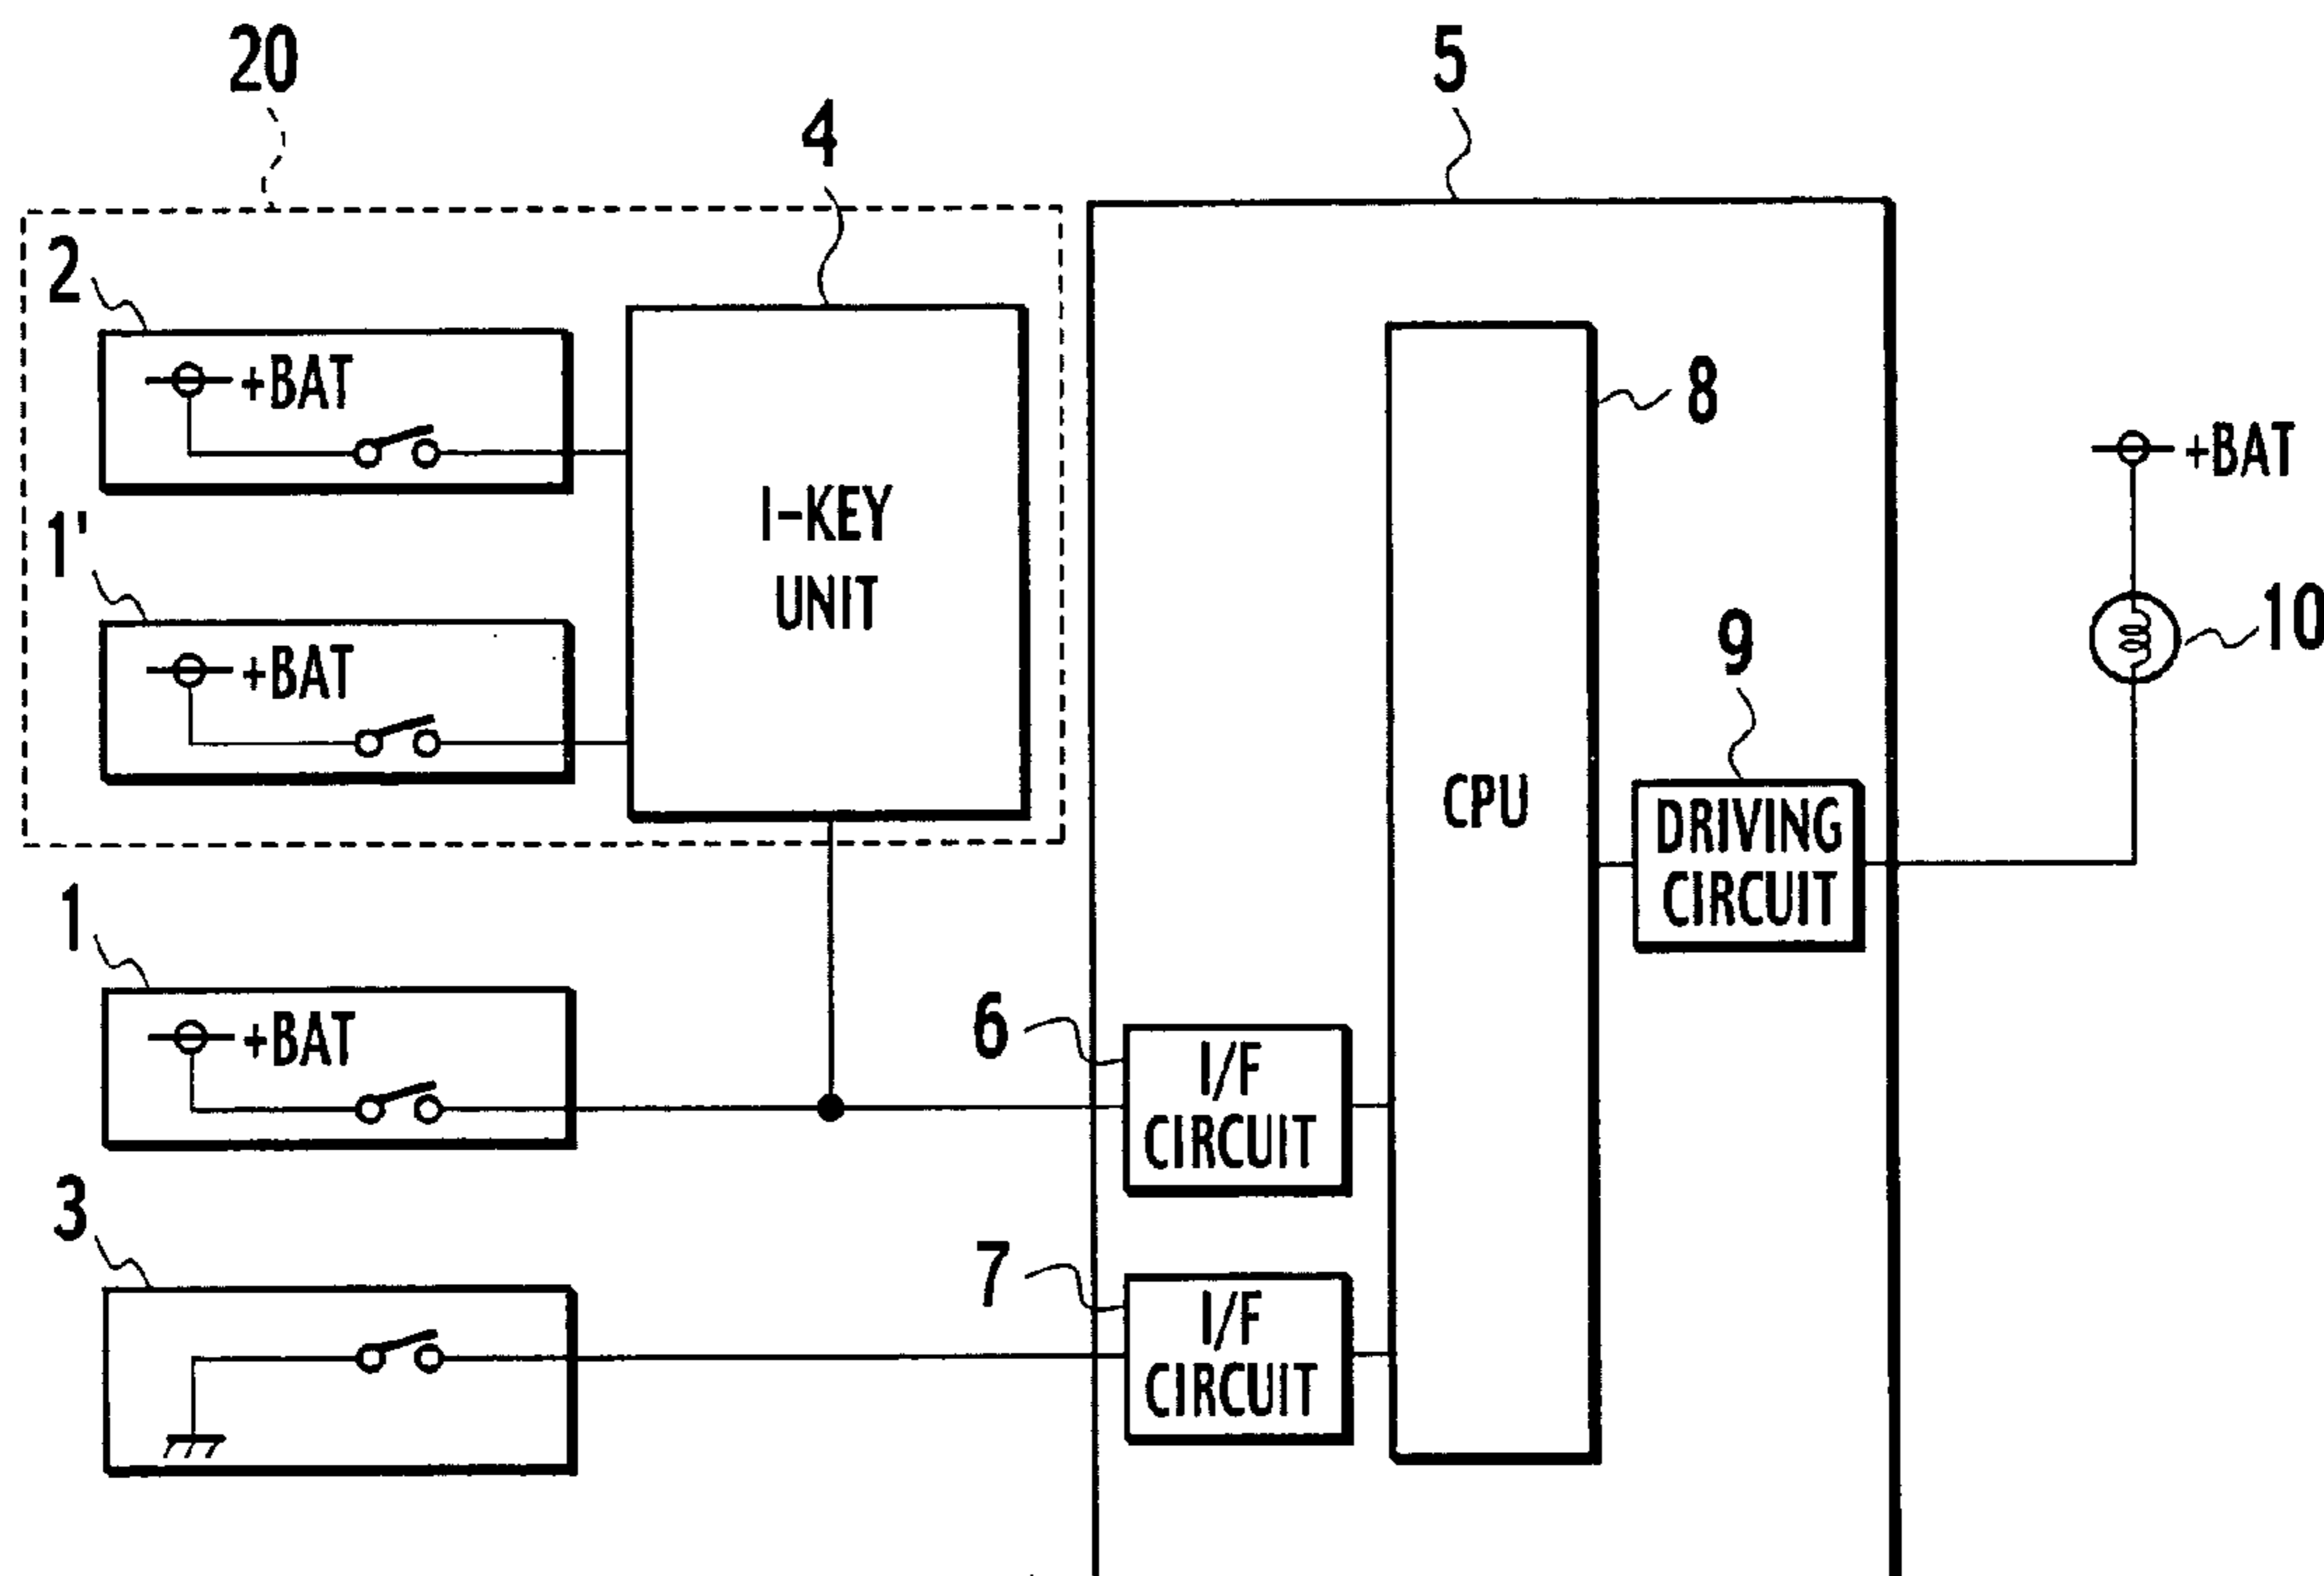 20
5
4
2
+BAT
8
+BAT
I-KEY
UNIT
1'
+BAT
10
9
CPU
DRIVING
CIRCUIT
1
+BAT
6
I/F
CIRCUIT
3
7
I/F
CIRCUIT